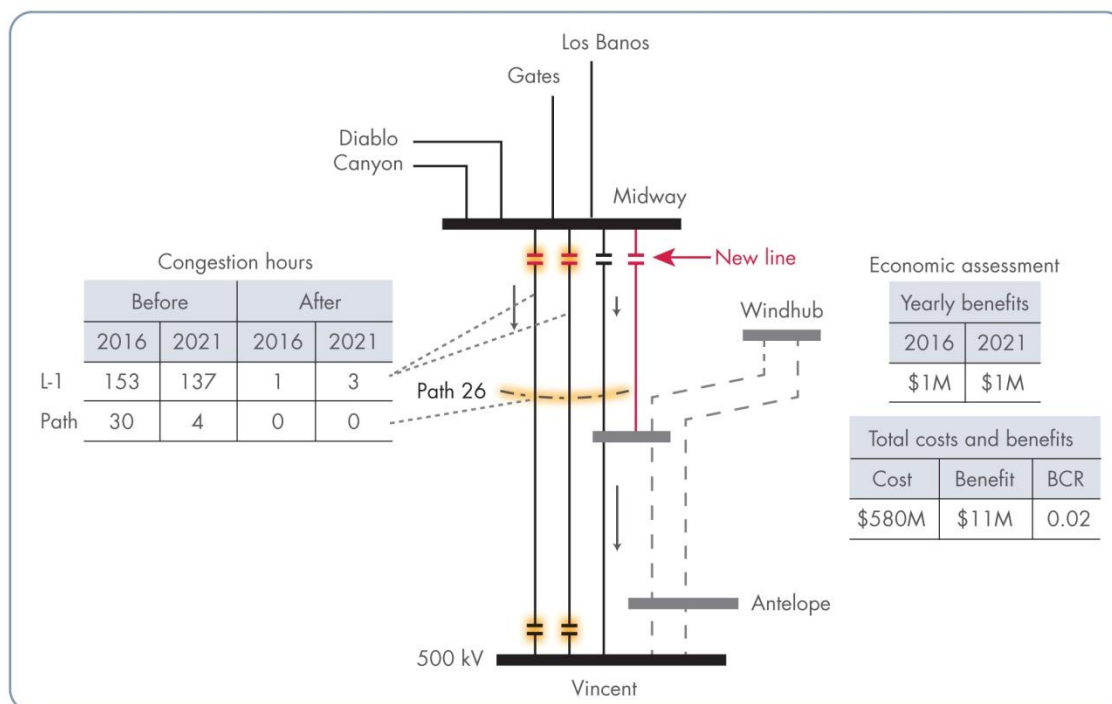 Los Banos
Gates
Diablo
Canyon
Midway
New line
Congestion hours
Before After
2016 2021 2016 2021
L-1 153 137 1 3
Path 30 4 0 0
Path 26
Windhub
Economic assessment
Yearly benefits
2016 2021
$1M $1M
Total costs and benefits
Cost Benefit BCR
$580M $11M 0.02
Antelope
500 kV
Vincent